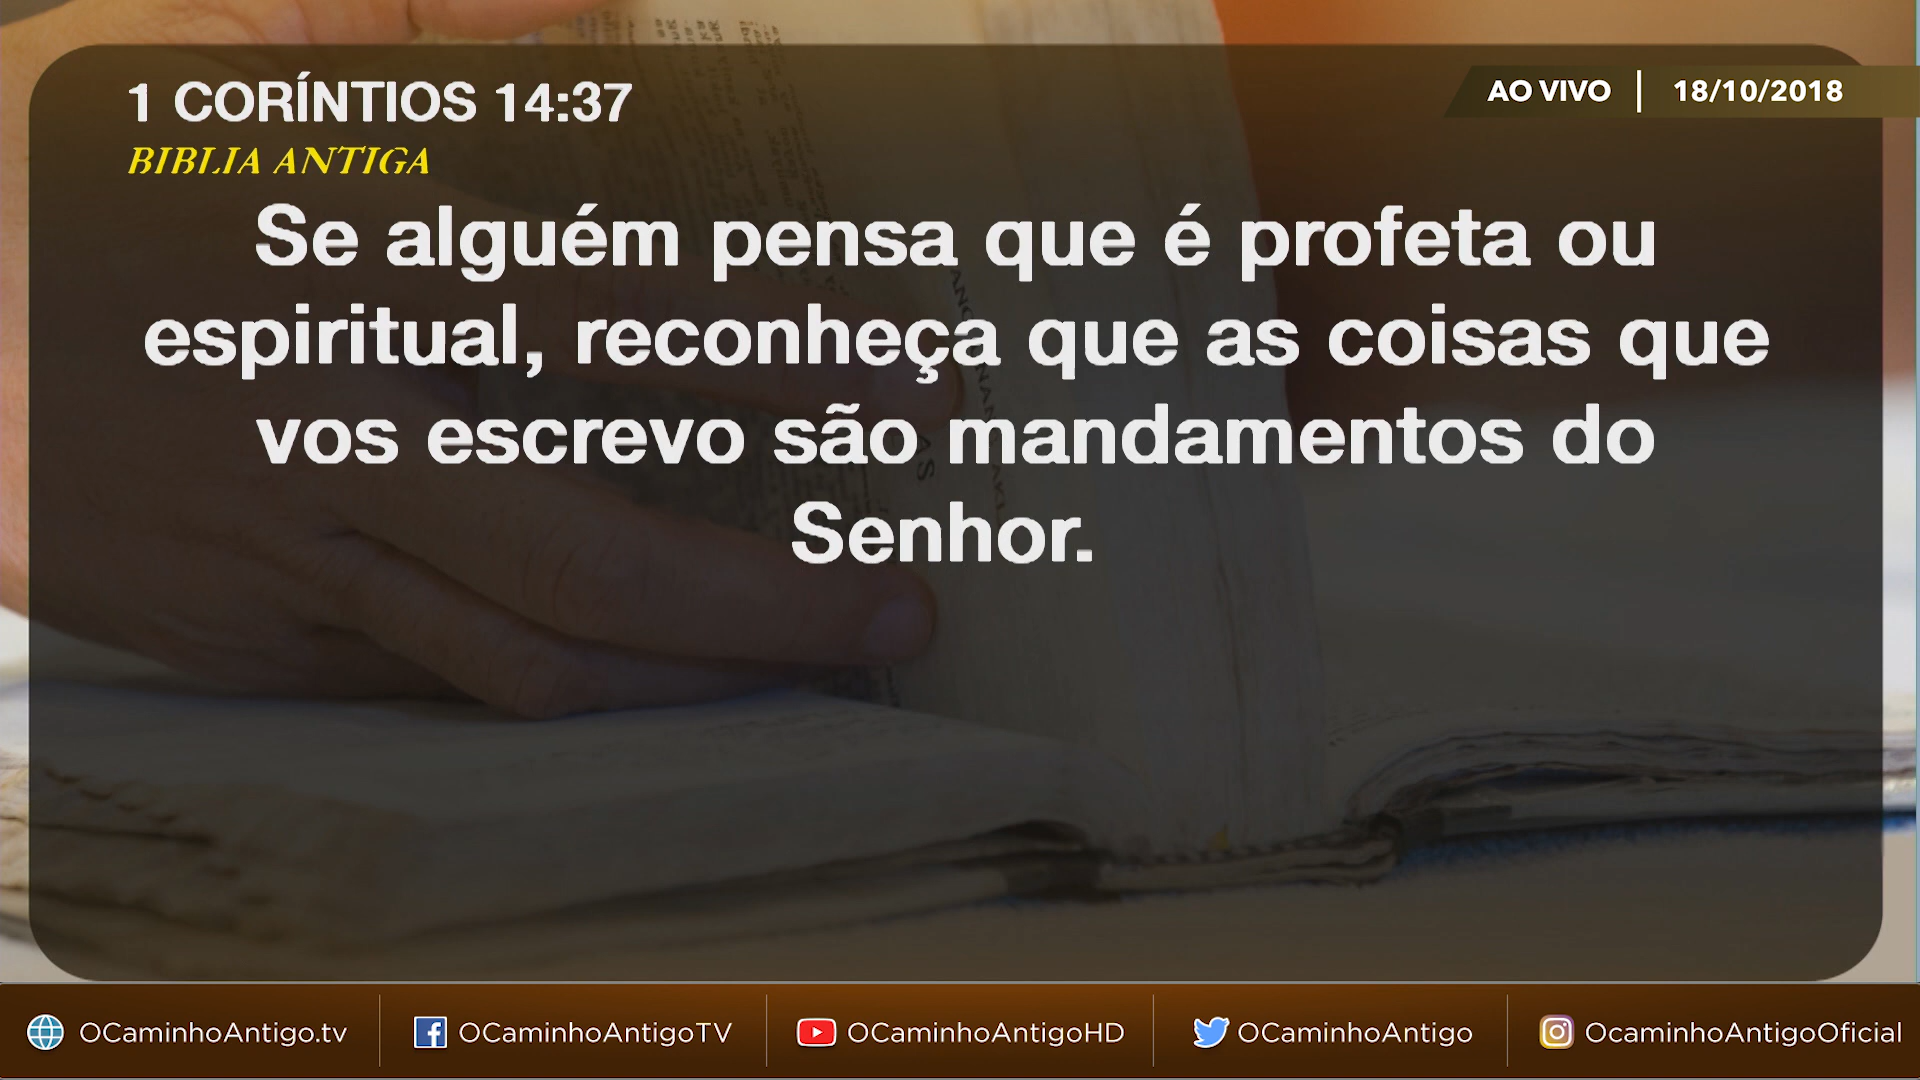 1 CORÍNTIOS 14:37
AO VIVO | 18/10/2018
BIBLIA ANTIGA
Se alguém pensa que é profeta ou
espiritual, reconheça que as coisas que
vos escrevo são mandamentos do
Senhor.
OCaminhoAntigo.tv
OCaminhoAntigoTV
OCaminhoAntigoHD
OCaminhoAntigo
OcaminhoAntigoOficial